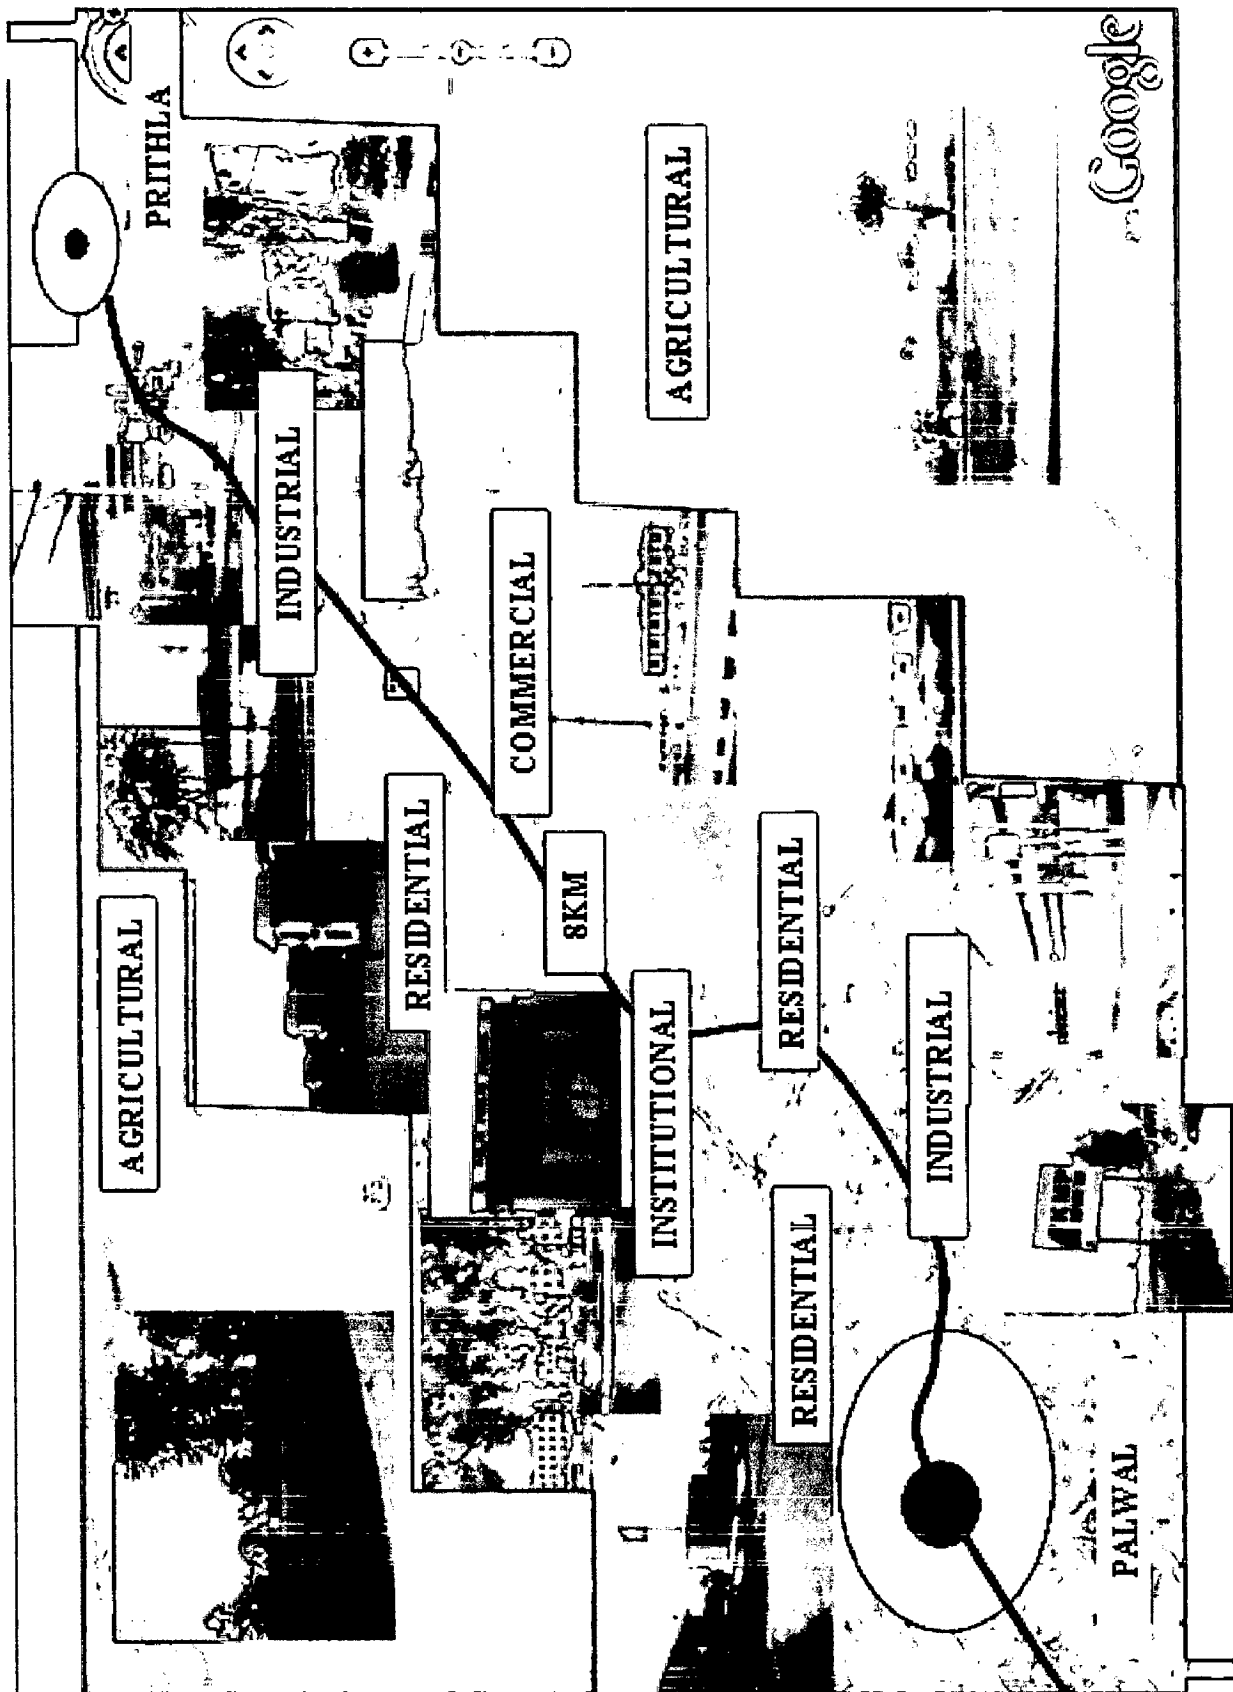 PRITHLA
INDUSTRIAL
AGRICULTURAL
COMMERCIAL
RESIDENTIAL
8KM
AGRICULTURAL
INSTITUTIONAL
RESIDENTIAL
INDUSTRIAL
RESIDENTIAL
PALWAL
Google